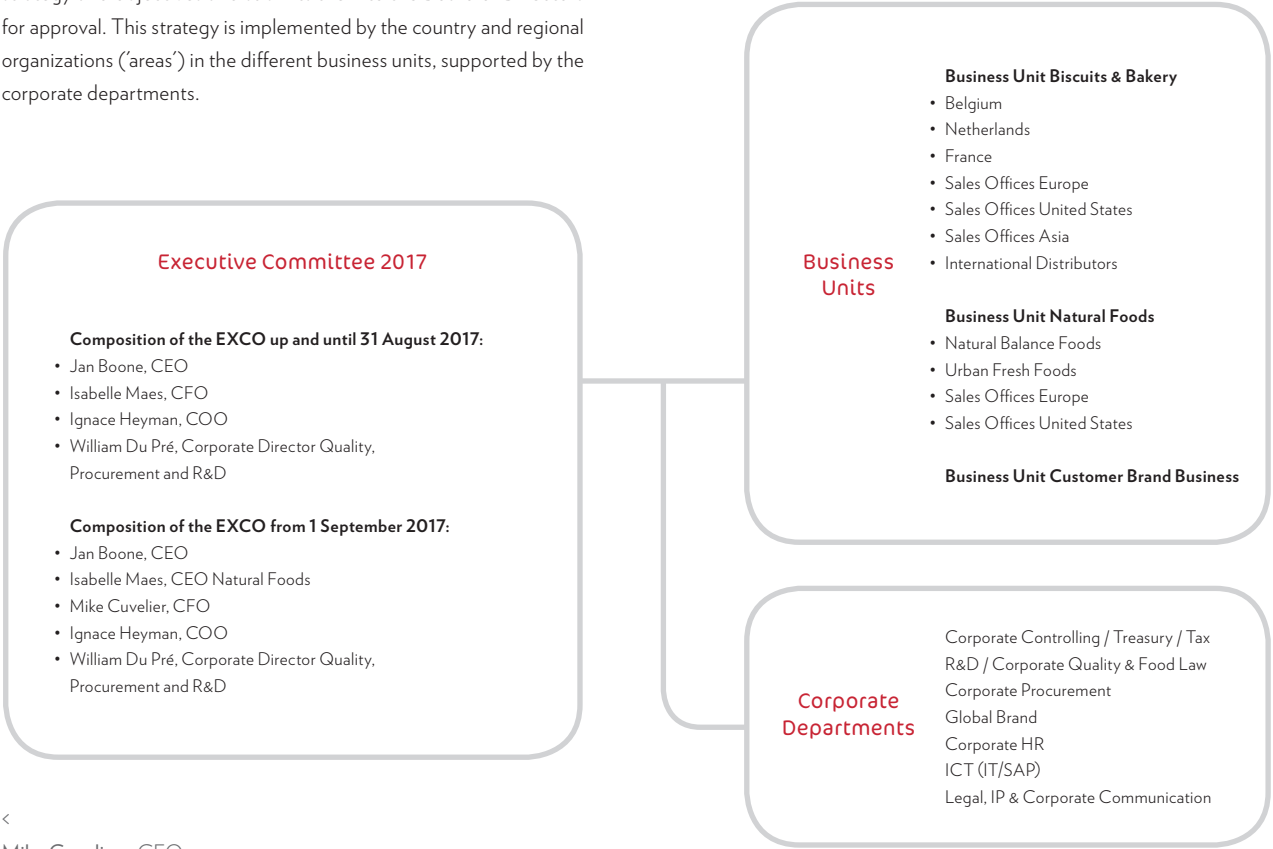 for approval. This strategy is implemented by the country and regional
organizations ('areas') in the different business units, supported by the
corporate departments.
Executive Committee 2017
Composition of the EXCO up and until 31 August 2017:
• Jan Boone, CEO
• Isabelle Maes, CFO
• Ignace Heyman, COO
• William Du Pré, Corporate Director Quality,
Procurement and R&D
Composition of the EXCO from 1 September 2017:
• Jan Boone, CEO
• Isabelle Maes, CEO Natural Foods
• Mike Cuvelier, CFO
• Ignace Heyman, COO
• William Du Pré, Corporate Director Quality,
Procurement and R&D
Business
Units
Business Unit Biscuits & Bakery
• Belgium
• Netherlands
• France
• Sales Offices Europe
• Sales Offices United States
• Sales Offices Asia
• International Distributors
Business Unit Natural Foods
• Natural Balance Foods
• Urban Fresh Foods
• Sales Offices Europe
• Sales Offices United States
Business Unit Customer Brand Business
Corporate
Departments
Corporate Controlling / Treasury / Tax
R&D / Corporate Quality & Food Law
Corporate Procurement
Global Brand
Corporate HR
ICT (IT/SAP)
Legal, IP & Corporate Communication
<